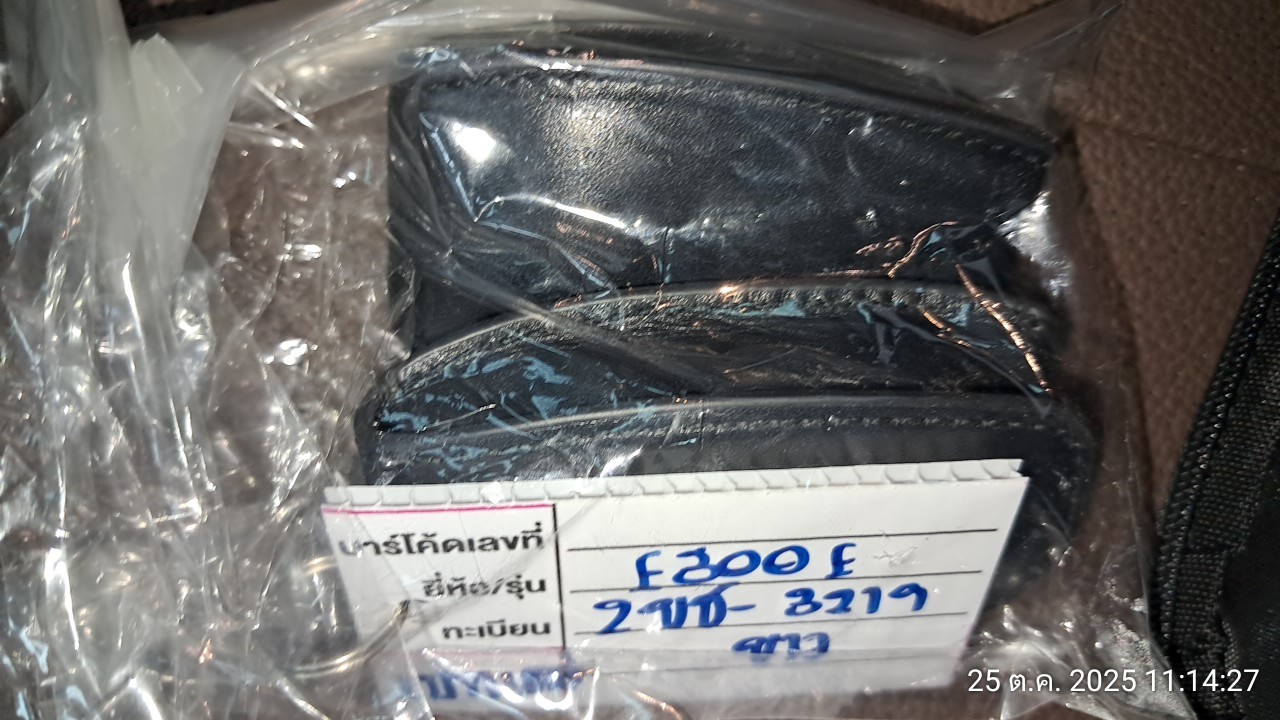 บาร์โค้ดเลขที่
ยี่ห้อ/รุ่น E300 E
ทะเบียน 2ขช - 3219
ขาว
25 ต.ค. 2025 11:14:27